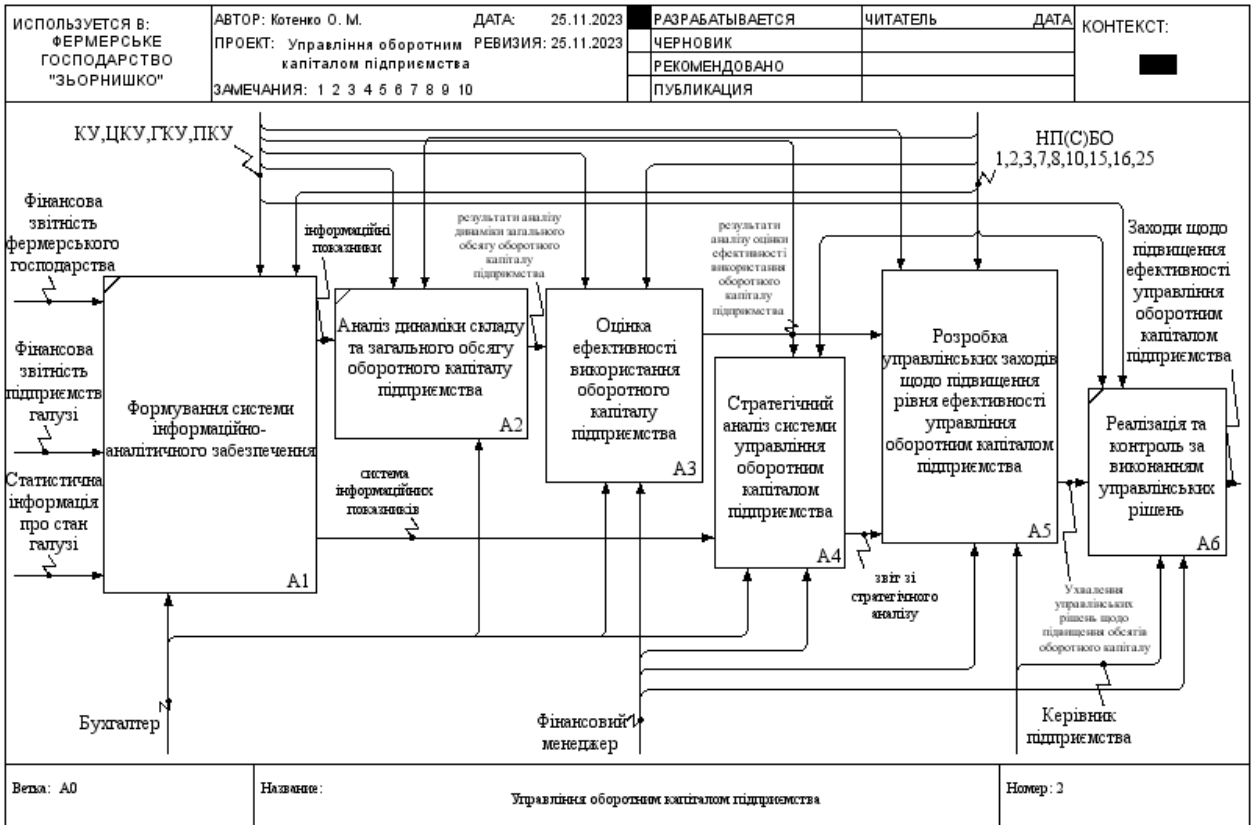 ИСПОЛЬЗУЕТСЯ В:
ФЕРМЕРСЬКЕ
ГОСПОДАРСТВО
"ЗЬОРНИШКО"
АВТОР: Котенко О. М.
ДАТА: 25.11.2023
ПРОЕКТ: Управління оборотним
капіталом підприємства
РЕВИЗИЯ: 25.11.2023
ЗАМЕЧАНИЯ: 1 2 3 4 5 6 7 8 9 10
РАЗРАБАТЫВАЕТСЯ
ЧЕРНОВИК
РЕКОМЕНДОВАНО
ПУБЛИКАЦИЯ
ЧИТАТЕЛЬ
ДАТА
КОНТЕКСТ:
КУ,ЦКУ,ГКУ,ПКУ
НП(С)БО
1,2,3,7,8,10,15,16,25
Фінансова
звітність
фермерського
господарства
Фінансова
звітність
підприємств
галузі
Статистична
інформація
про стан
галузі
Формування системи
інформаційно-
аналітичного забезпечення
А1
інформаційні
показники
Аналіз динаміки складу
та загального обсягу
оборотного капіталу
підприємства
А2
результати аналізу
динаміки загального
обсягу оборотного
капіталу
підприємства
Оцінка
ефективності
використання
оборотного
капіталу
підприємства
А3
результати
аналізу оцінки
ефективності
використання
оборотного
капіталу
підприємства
система
інформаційних
показників
Стратегічний
аналіз системи
управління
оборотним
капіталом
підприємства
А4
звіт зі
стратегічного
аналізу
Розробка
управлінських заходів
щодо підвищення
рівня ефективності
управління
оборотним капіталом
підприємства
А5
Ухвалення
управлінських
рішень щодо
підвищення обсягів
оборотного капіталу
Реалізація та
контроль за
виконанням
управлінських
рішень
А6
Заходи щодо
підвищення
ефективності
управління
оборотним
капіталом
підприємства
Бухгалтер
Фінансовий
менеджер
Керівник
підприємства
Ветка: А0
Название:
Управління оборотним капіталом підприємства
Номер: 2